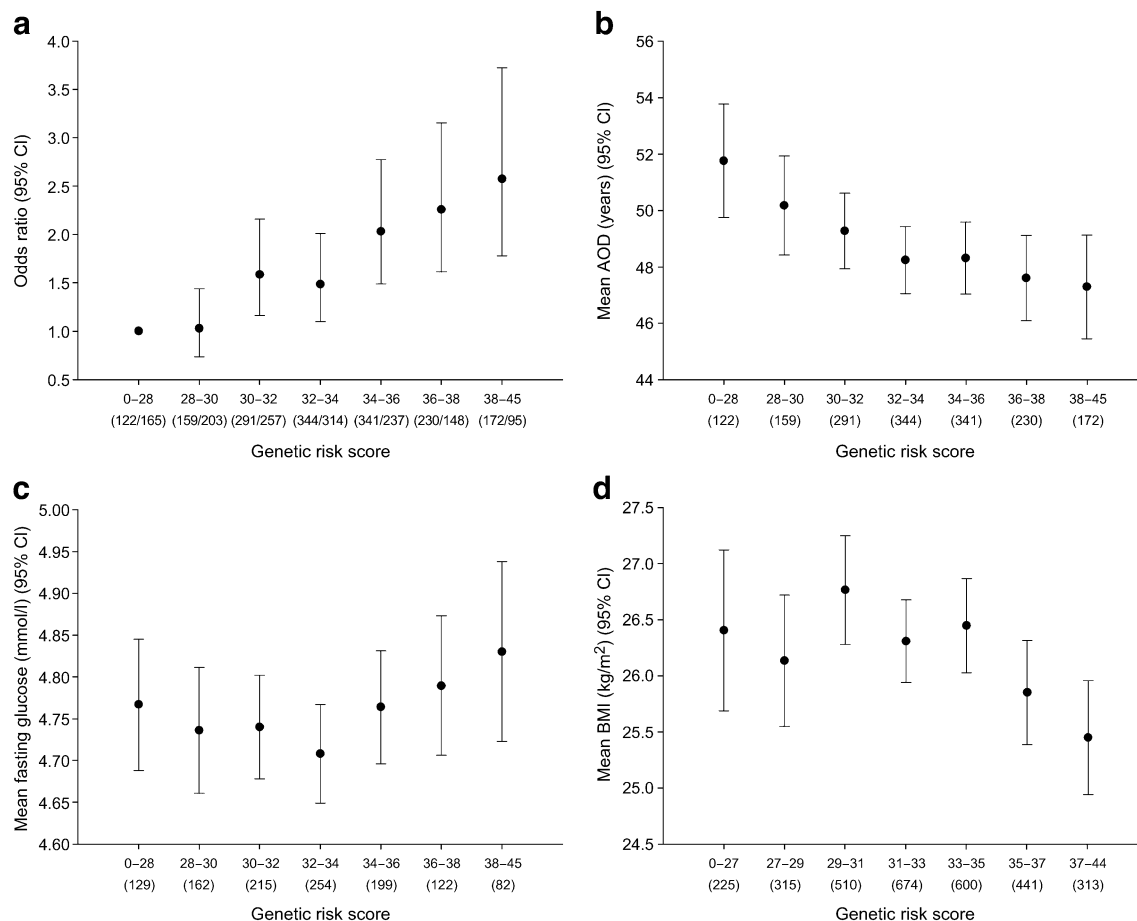 a
Odds ratio (95% CI)
4.0
3.5
3.0
2.5
2.0
1.5
1.0
0.5
0–28 28–30 30–32 32–34 34–36 36–38 38–45
(122/165) (159/203) (291/257) (344/314) (341/237) (230/148) (172/95)
Genetic risk score
b
Mean AOD (years) (95% CI)
56
54
52
50
48
46
44
0–28 28–30 30–32 32–34 34–36 36–38 38–45
(122) (159) (291) (344) (341) (230) (172)
Genetic risk score
c
Mean fasting glucose (mmol/l) (95% CI)
5.00
4.95
4.90
4.85
4.80
4.75
4.70
4.65
4.60
0–28 28–30 30–32 32–34 34–36 36–38 38–45
(129) (162) (215) (254) (199) (122) (82)
Genetic risk score
d
Mean BMI (kg/m²) (95% CI)
27.5
27.0
26.5
26.0
25.5
25.0
24.5
0–27 27–29 29–31 31–33 33–35 35–37 37–44
(225) (315) (510) (674) (600) (441) (313)
Genetic risk score